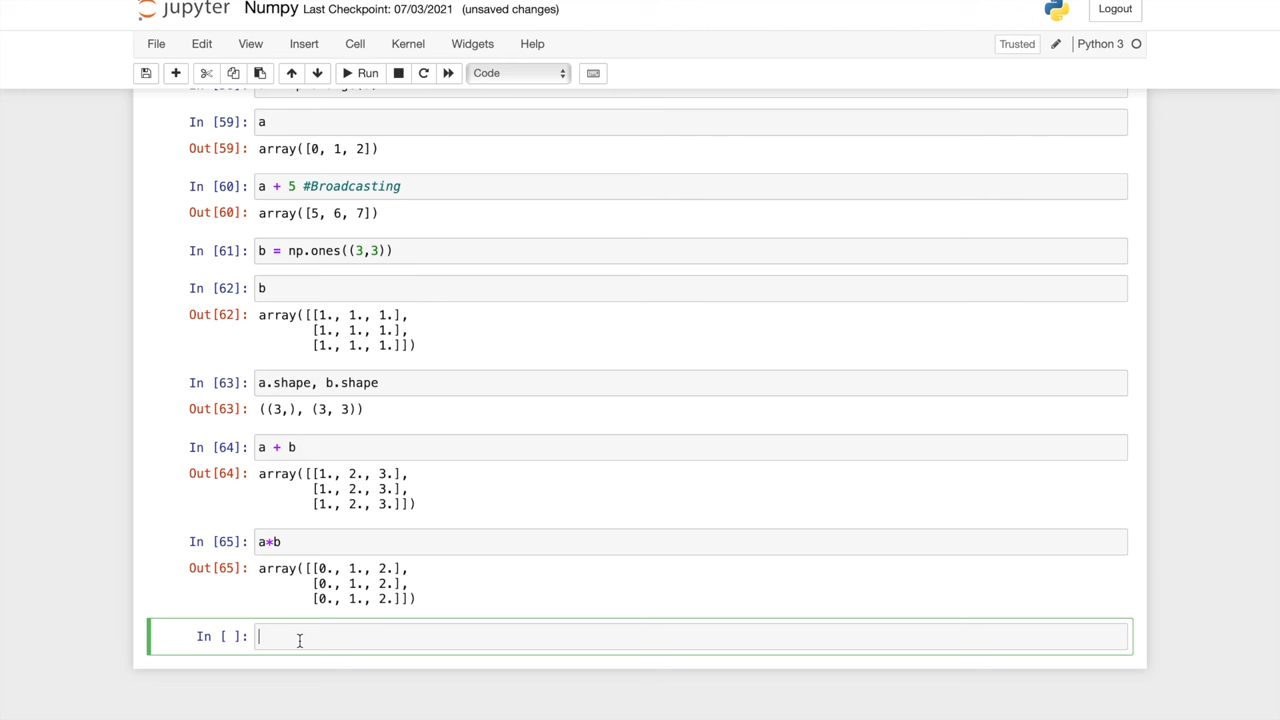 jupyter Numpy Last Checkpoint: 07/03/2021 (unsaved changes) Logout
File Edit View Insert Cell Kernel Widgets Help Trusted Python 3
Run Code
In [59]: a
Out[59]: array([0, 1, 2])
In [60]: a + 5 #Broadcasting
Out[60]: array([5, 6, 7])
In [61]: b = np.ones((3,3))
In [62]: b
Out[62]: array([[1., 1., 1.],
[1., 1., 1.],
[1., 1., 1.]])
In [63]: a.shape, b.shape
Out[63]: ((3,), (3, 3))
In [64]: a + b
Out[64]: array([[1., 2., 3.],
[1., 2., 3.],
[1., 2., 3.]])
In [65]: a*b
Out[65]: array([[0., 1., 2.],
[0., 1., 2.],
[0., 1., 2.]])
In [ ]: